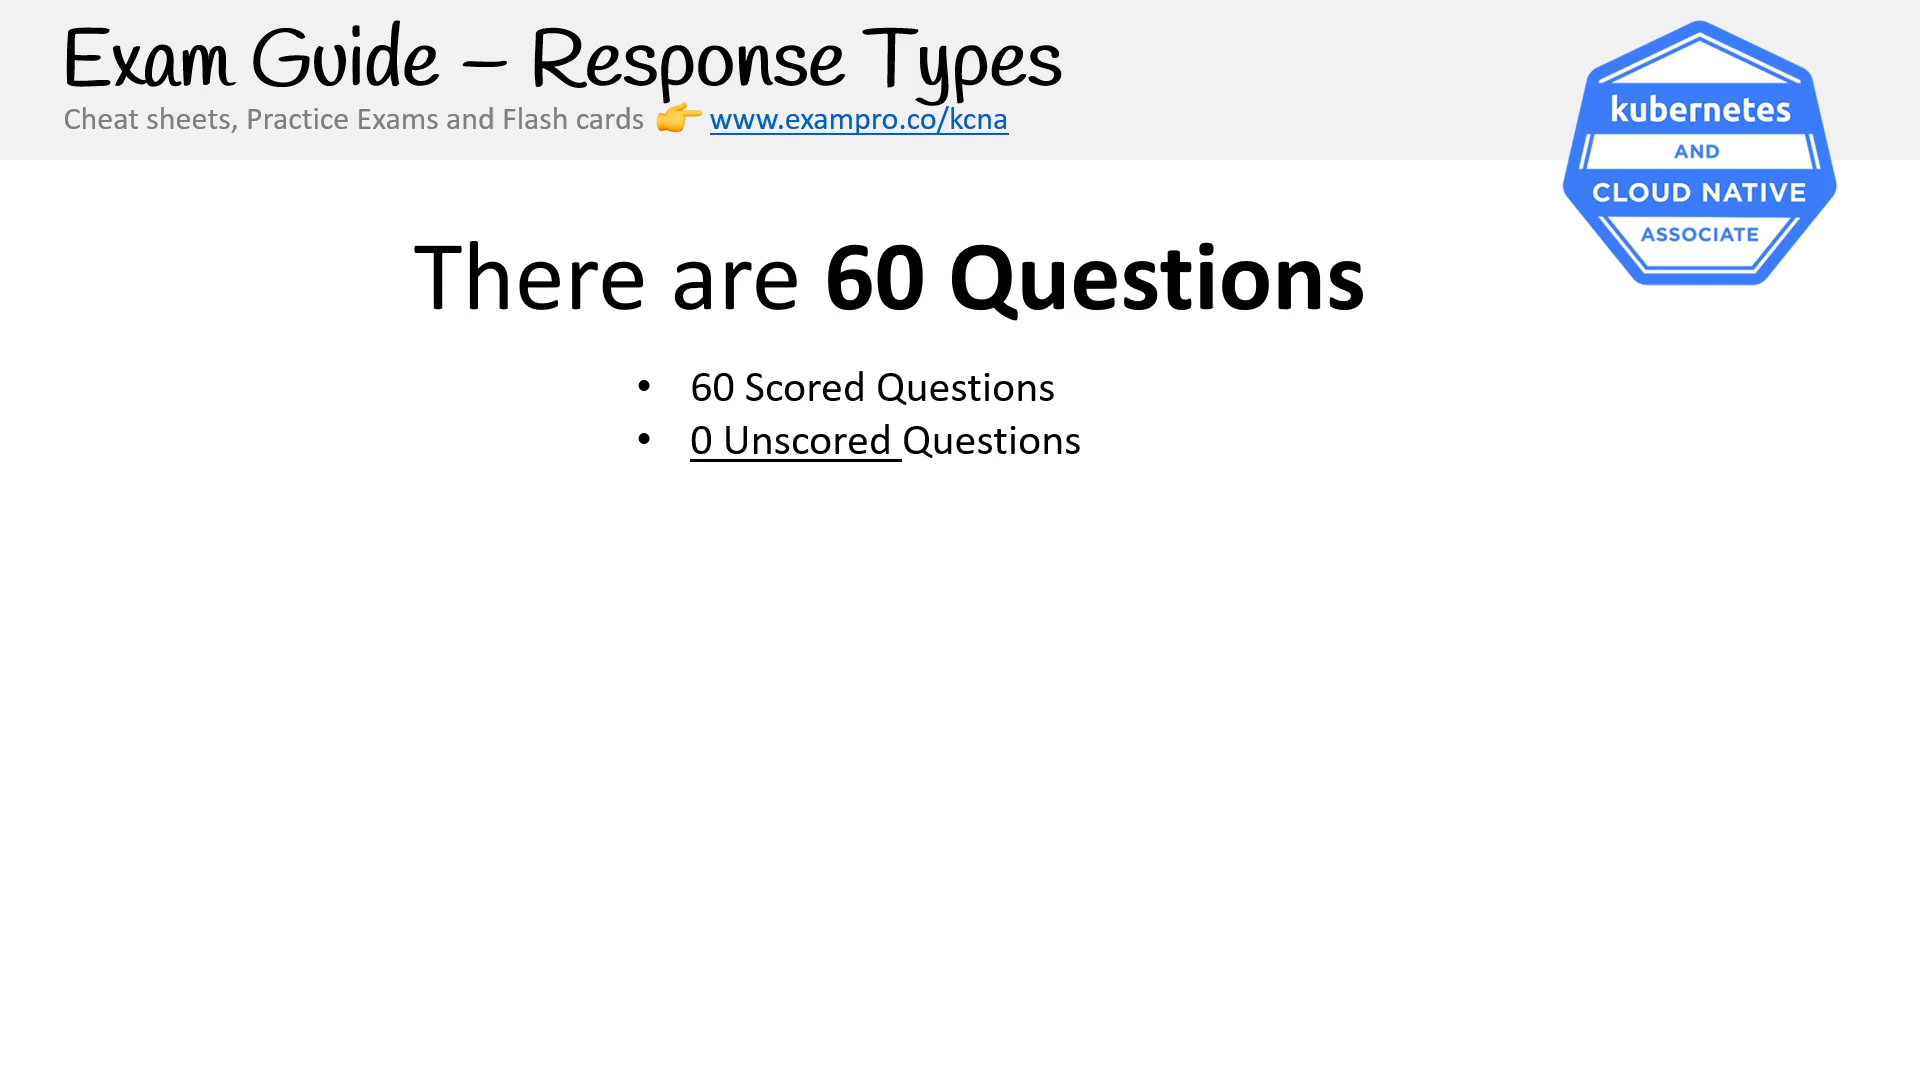 Exam Guide – Response Types
Cheat sheets, Practice Exams and Flash cards 👉 www.exampro.co/kcna
kubernetes
AND
CLOUD NATIVE
ASSOCIATE
There are 60 Questions
• 60 Scored Questions
• 0 Unscored Questions